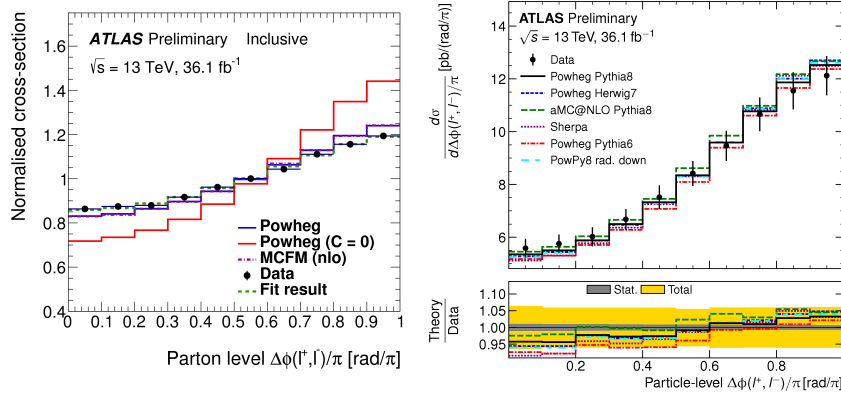 ATLAS Preliminary Inclusive
√s = 13 TeV, 36.1 fb⁻¹
Normalised cross-section
1.6
1.4
1.2
1
0.8
0.6
0.4
Powheg
Powheg (C = 0)
MCFM (nlo)
Data
Fit result
0 0.1 0.2 0.3 0.4 0.5 0.6 0.7 0.8 0.9 1
Parton level Δϕ(l⁺,l⁻)/π [rad/π]
ATLAS Preliminary
√s = 13 TeV, 36.1 fb⁻¹
dσ/dΔϕ(l⁺, l⁻)/π [pb/(rad/π)]
14
12
10
8
6
Data
Powheg Pythia8
Powheg Herwig7
aMC@NLO Pythia8
Sherpa
Powheg Pythia6
PowPy8 rad. down
Theory
Data
1.10
1.05
1.00
0.95
Stat. Total
0.2 0.4 0.6 0.8
Particle-level Δϕ(l⁺, l⁻)/π [rad/π]